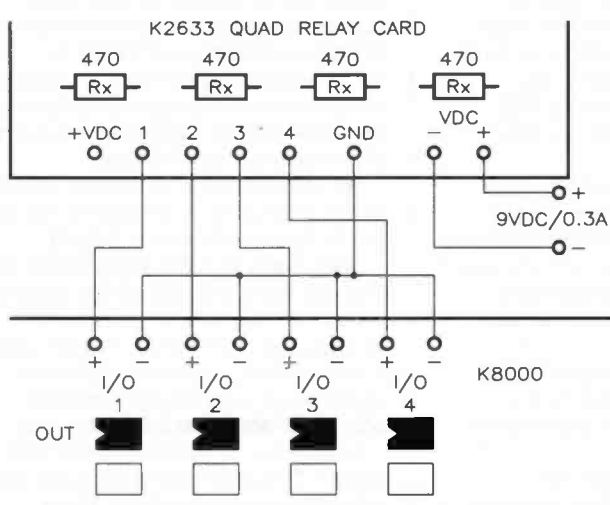 K2633 QUAD RELAY CARD
470 470 470 470
Rx Rx Rx Rx
VDC
+VDC 1 2 3 4 GND - +
+
9VDC/0.3A
-
+ - + - + - + -
I/O I/O I/O I/O
1 2 3 4
K8000
OUT